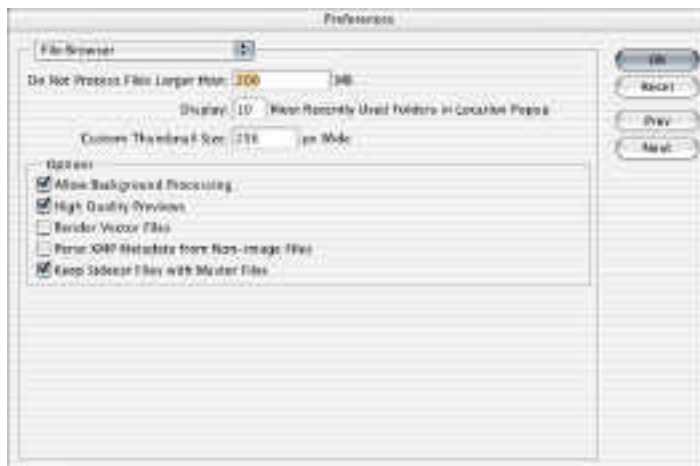 Preferences
File Browser
OK
Do Not Process Files Larger than: 200 MB
Reset
Display: 10 Most Recently Used Folders in Location Popup
Prev
Custom Thumbnail Size: 256 px Wide
Next
Options
Allow Background Processing
High Quality Previews
Render Vector Files
Parse XMP Metadata from Non-image Files
Keep Sidecar Files with Master Files